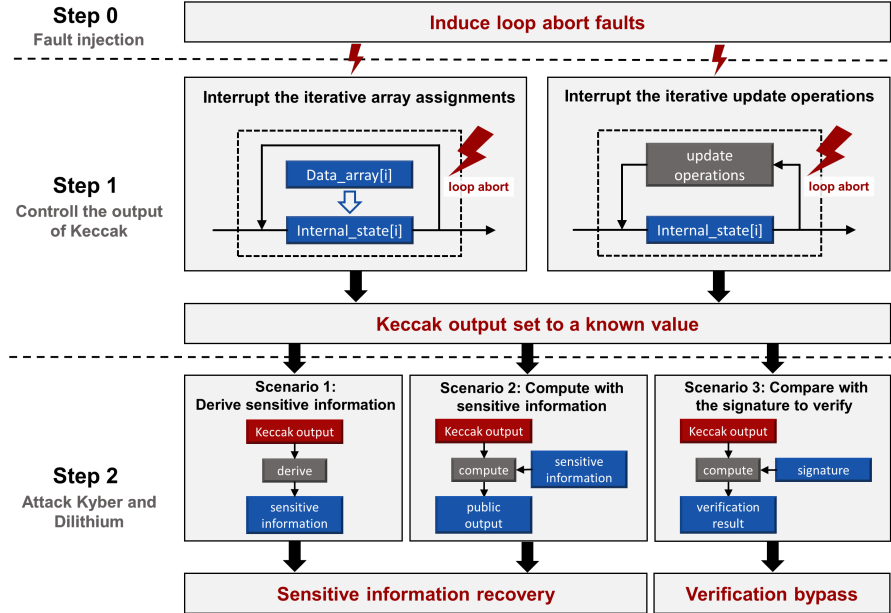 Step 0
Fault injection
Induce loop abort faults
Step 1
Controll the output
of Keccak
Interrupt the iterative array assignments
Data_array[i]
Internal_state[i]
loop abort
Interrupt the iterative update operations
update
operations
Internal_state[i]
loop abort
Keccak output set to a known value
Step 2
Attack Kyber and
Dilithium
Scenario 1:
Derive sensitive information
Keccak output
derive
sensitive
information
Scenario 2: Compute with
sensitive information
Keccak output
compute
sensitive
information
public
output
Scenario 3: Compare with
the signature to verify
Keccak output
compute
signature
verification
result
Sensitive information recovery
Verification bypass